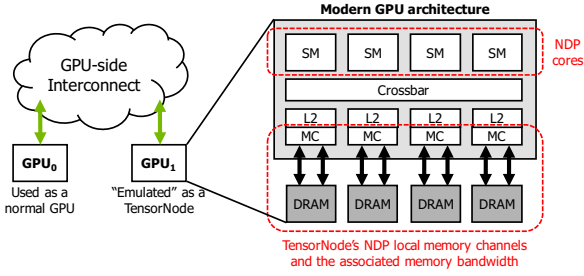 Modern GPU architecture
GPU-side
Interconnect
GPU0
Used as a
normal GPU
GPU1
"Emulated" as a
TensorNode
SM SM SM SM
NDP
cores
Crossbar
L2 L2 L2 L2
MC MC MC MC
DRAM DRAM DRAM DRAM
TensorNode's NDP local memory channels
and the associated memory bandwidth